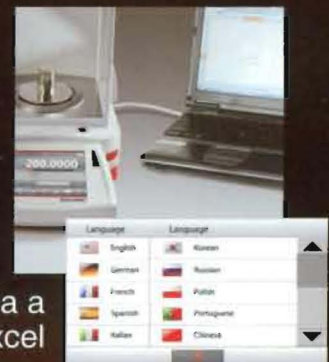 200.0000
Language Language
English Korean
German Russian
French Polish
Spanish Portuguese
Italian Chinese
a a
xcel